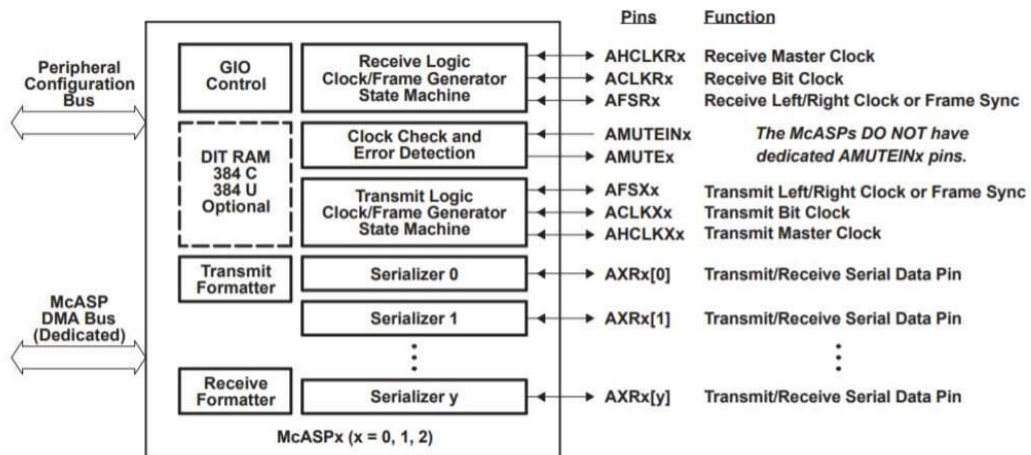 Pins Function
Peripheral
Configuration
Bus
GIO
Control
Receive Logic
Clock/Frame Generator
State Machine
AHCLKRx Receive Master Clock
ACLKRx Receive Bit Clock
AFSRx Receive Left/Right Clock or Frame Sync
DIT RAM
384 C
384 U
Optional
Clock Check and
Error Detection
AMUTEINx
AMUTEx
The McASPs DO NOT have
dedicated AMUTEINx pins.
Transmit Logic
Clock/Frame Generator
State Machine
AFSXx Transmit Left/Right Clock or Frame Sync
ACLKXx Transmit Bit Clock
AHCLKXx Transmit Master Clock
Transmit
Formatter
Serializer 0
AXRx[0] Transmit/Receive Serial Data Pin
McASP
DMA Bus
(Dedicated)
Serializer 1
AXRx[1] Transmit/Receive Serial Data Pin
Receive
Formatter
Serializer y
AXRx[y] Transmit/Receive Serial Data Pin
McASPx (x = 0, 1, 2)